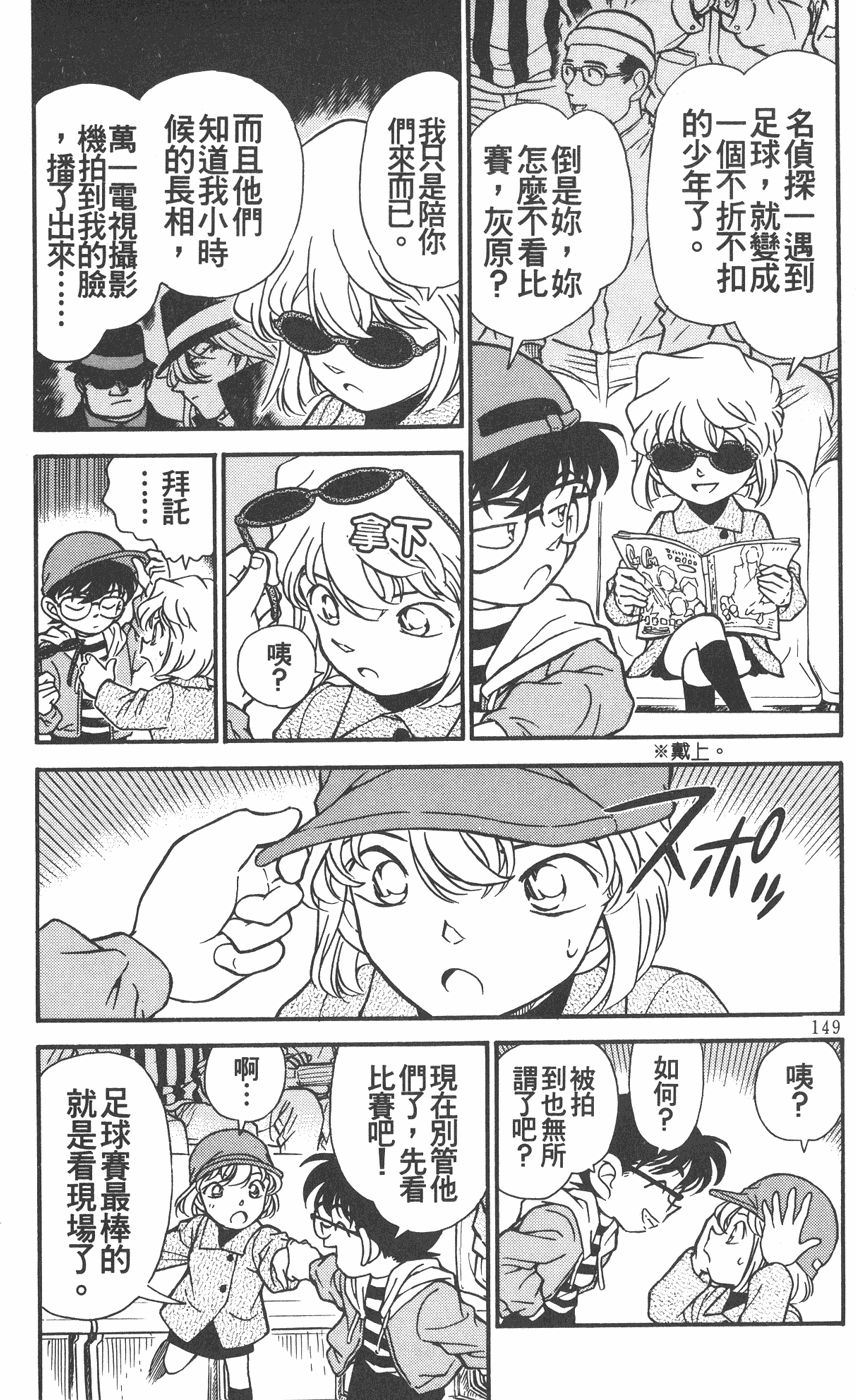 名偵探一遇到
足球，就變成
一個不折不扣
的少年了。
倒是妳，妳
怎麼不看比
賽，灰原？
我只是陪你
們來而已。
而且他們
知道我小時
候的長相，
萬一電視攝影
機拍到我的臉
，播了出來……
拿下
咦？
拜託
……
※戴上。
スポッ
149
咦？
如何？
被拍
到也無所
謂了吧？
現在別管他
們了，先看
比賽吧！
啊…
足球賽最棒的
就是看現場了。